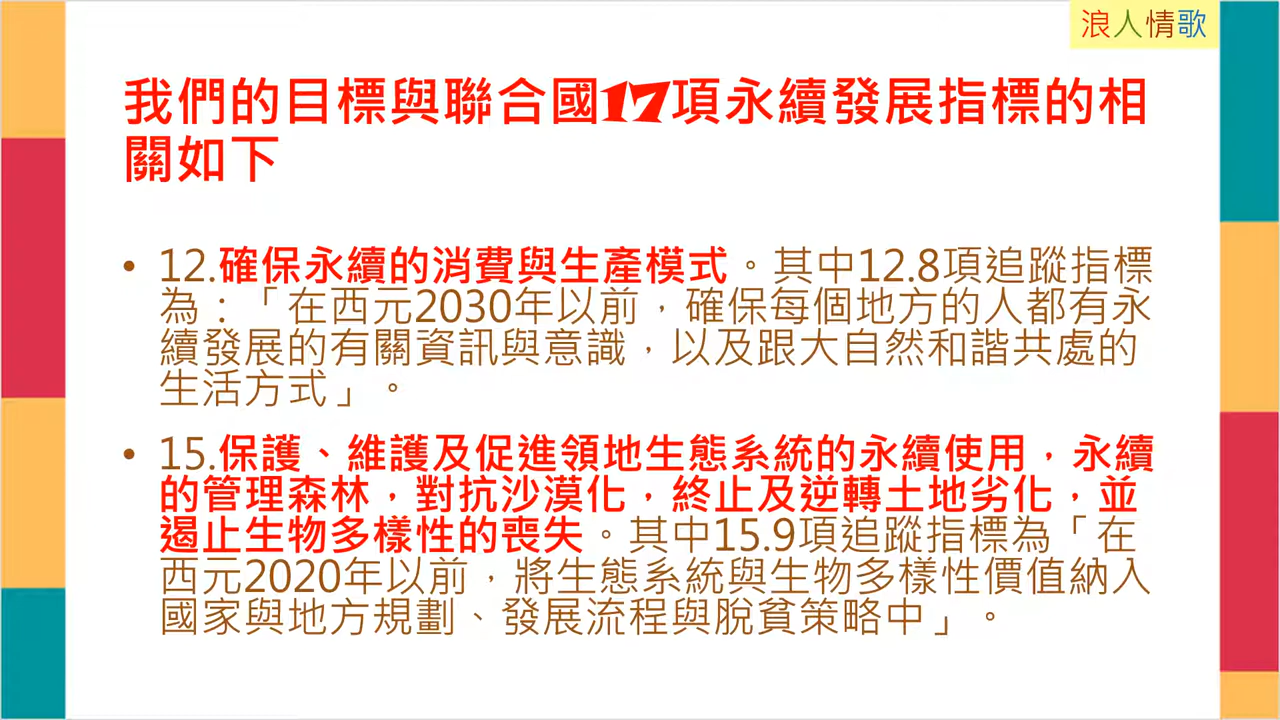 浪人情歌
我們的目標與聯合國17項永續發展指標的相
關如下
• 12.確保永續的消費與生產模式。其中12.8項追蹤指標
為：「在西元2030年以前，確保每個地方的人都有永
續發展的有關資訊與意識，以及跟大自然和諧共處的
生活方式」。
• 15.保護、維護及促進領地生態系統的永續使用，永續
的管理森林，對抗沙漠化，終止及逆轉土地劣化，並
遏止生物多樣性的喪失。其中15.9項追蹤指標為「在
西元2020年以前，將生態系統與生物多樣性價值納入
國家與地方規劃、發展流程與脫貧策略中」。